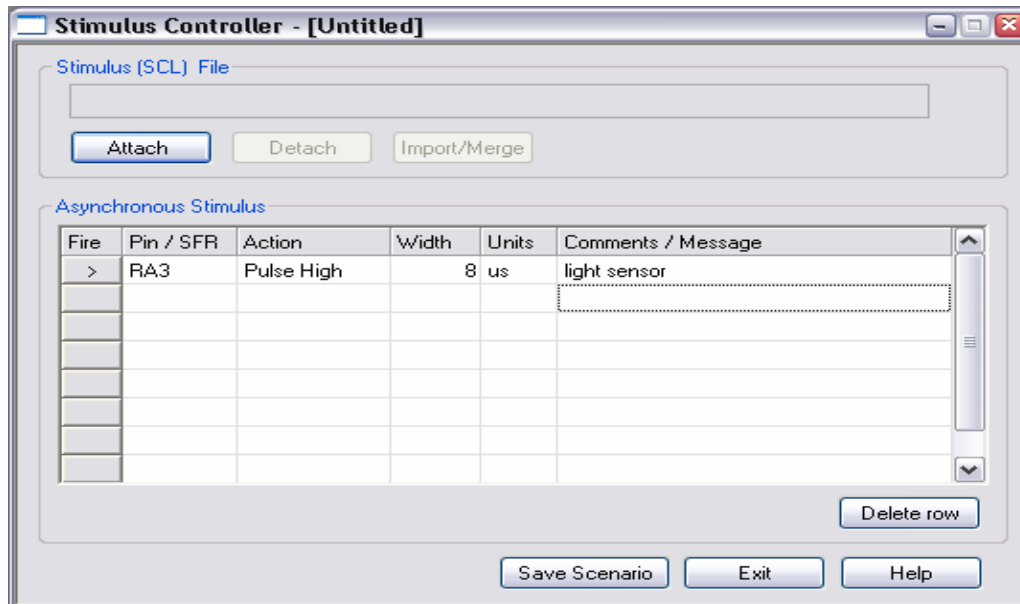 Stimulus Controller - [Untitled]
Stimulus (SCL) File
Attach Detach Import/Merge
Asynchronous Stimulus
Fire Pin / SFR Action Width Units Comments / Message
> RA3 Pulse High 8 us light sensor
Delete row
Save Scenario Exit Help